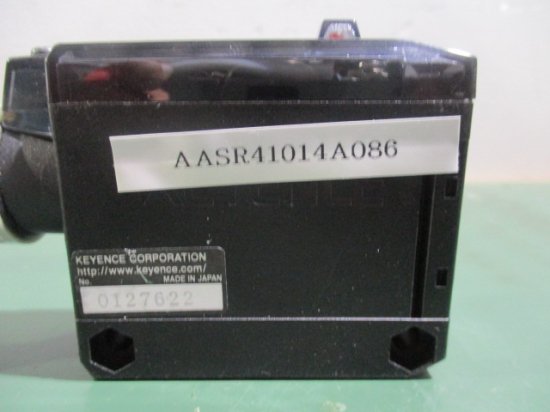 AASR41014A086
KEYENCE CORPORATION
http://www.keyence.com/
No. MADE IN JAPAN
0127622